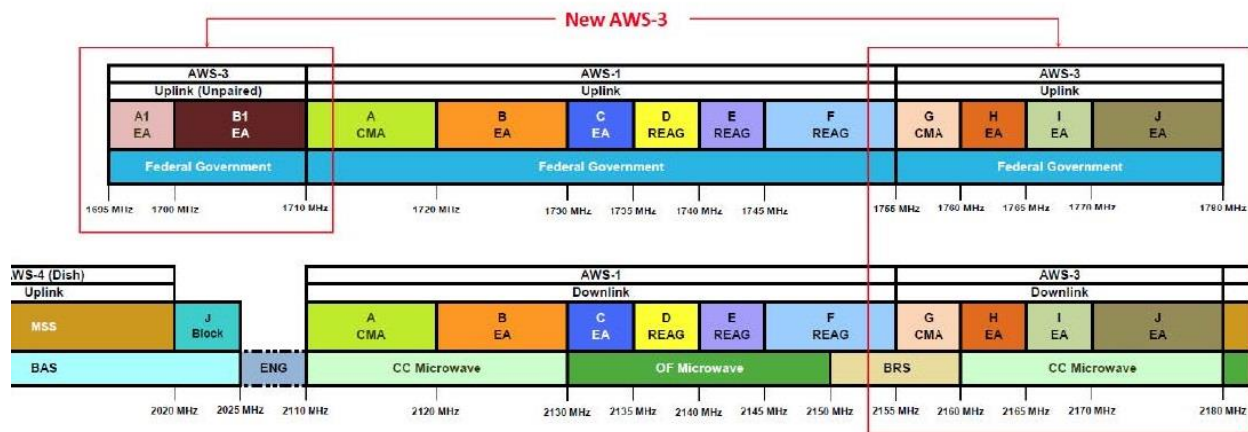 New AWS-3
AWS-3 AWS-1 AWS-3
Uplink (Unpaired) Uplink Uplink
A1 B1 A B C D E F G H I J
EA EA CMA EA EA REAG REAG REAG CMA EA EA EA
Federal Government Federal Government Federal Government
1695 MHz 1700 MHz 1710 MHz 1720 MHz 1730 MHz 1735 MHz 1740 MHz 1745 MHz 1755 MHz 1760 MHz 1765 MHz 1770 MHz 1780 MHz
AWS-4 (Dish) AWS-1 AWS-3
Uplink Downlink Downlink
MSS J A B C D E F G H I J
Block CMA EA EA REAG REAG REAG CMA EA EA EA
BAS ENG CC Microwave OF Microwave BRS CC Microwave
2020 MHz 2025 MHz 2110 MHz 2120 MHz 2130 MHz 2135 MHz 2140 MHz 2145 MHz 2150 MHz 2155 MHz 2160 MHz 2165 MHz 2170 MHz 2180 MHz